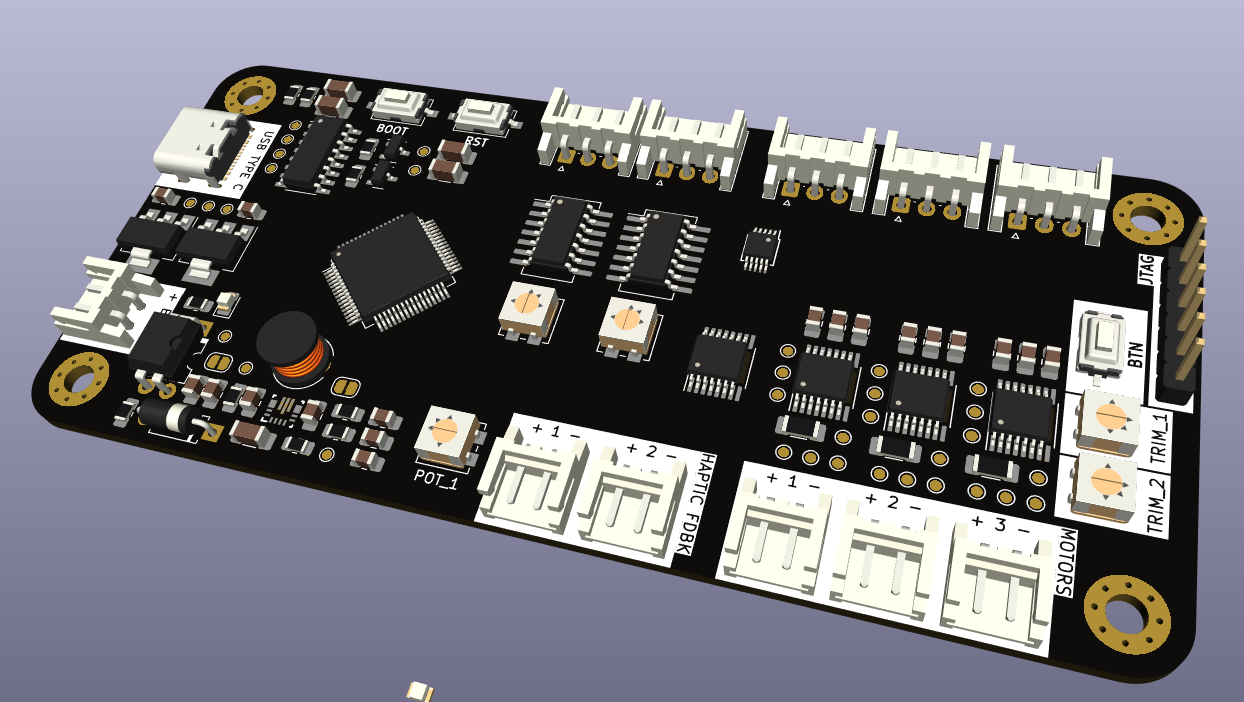 BOOT
RST
USB TYPE C
JTAG
+
BTN
TRIM_1
TRIM_2
POT_1
+ 1 -
+ 2 -
HAPTIC FDBK
+ 1 -
+ 2 -
+ 3 -
MOTORS